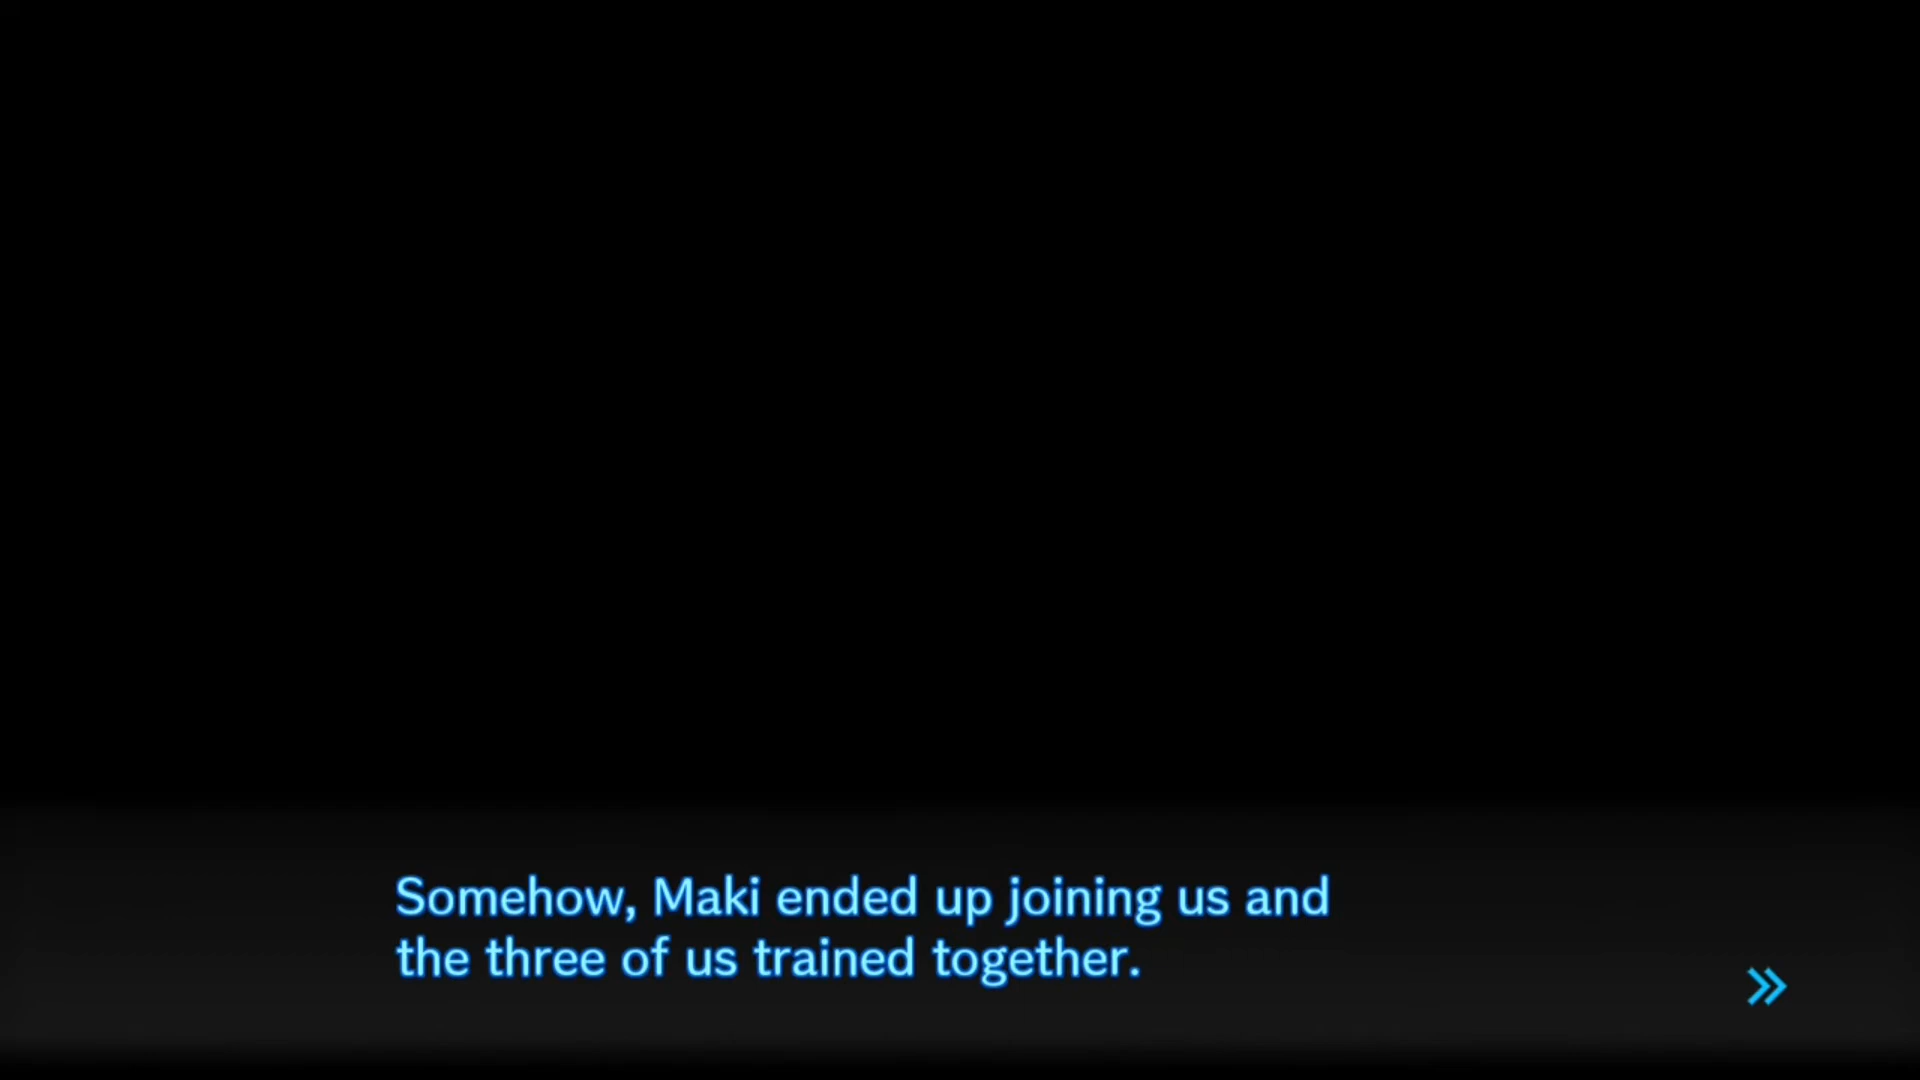 Somehow, Maki ended up joining us and
the three of us trained together.